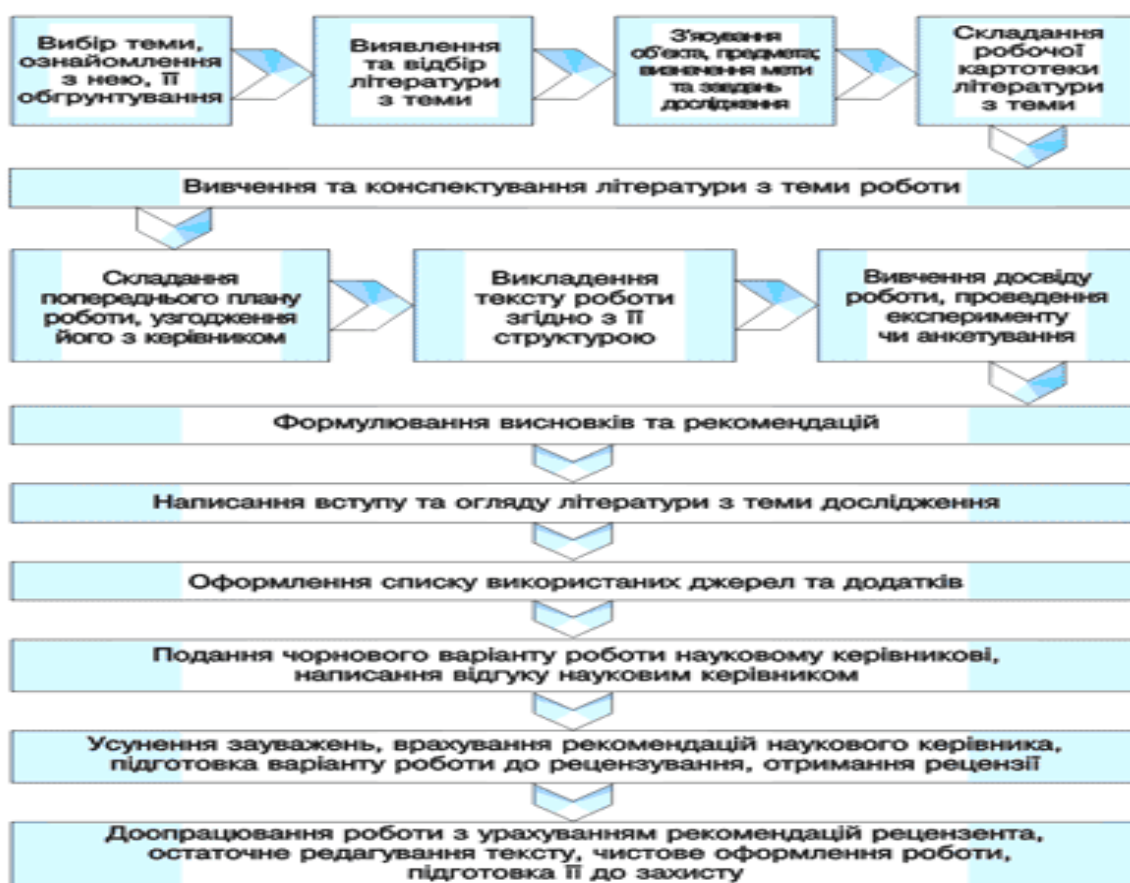 Вибір теми,
ознайомлення
з нею, її
обгрунтування
Виявлення
та відбір
літератури
з теми
З'ясування
об'єкта, предмета;
визначення мети
та завдань
дослідження
Складання
робочої
картотеки
літератури
з теми
Вивчення та конспектування літератури з теми роботи
Складання
попереднього плану
роботи, узгодження
його з керівником
Викладення
тексту роботи
згідно з її
структурою
Вивчення досвіду
роботи, проведення
експерименту
чи анкетування
Формулювання висновків та рекомендацій
Написання вступу та огляду літератури з теми дослідження
Оформлення списку використаних джерел та додатків
Подання чорнового варіанту роботи науковому керівникові,
написання відгуку науковим керівником
Усунення зауважень, врахування рекомендацій наукового керівника,
підготовка варіанту роботи до рецензування, отримання рецензії
Доопрацювання роботи з урахуванням рекомендацій рецензента,
остаточне редагування тексту, чистове оформлення роботи,
підготовка її до захисту